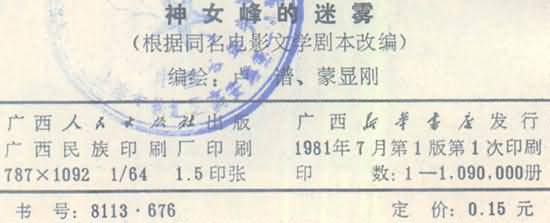 神女峰的迷雾
(根据同名电影文学剧本改编)
编绘:卢 谱、蒙显刚
广西人民出版社出版
广西民族印刷厂印刷
787×1092 1/64 1.5印张
广西新华书店发行
1981年7月第1版第1次印刷
印 数:1—1,090,000册
书 号:8113·676 定 价:0.15元